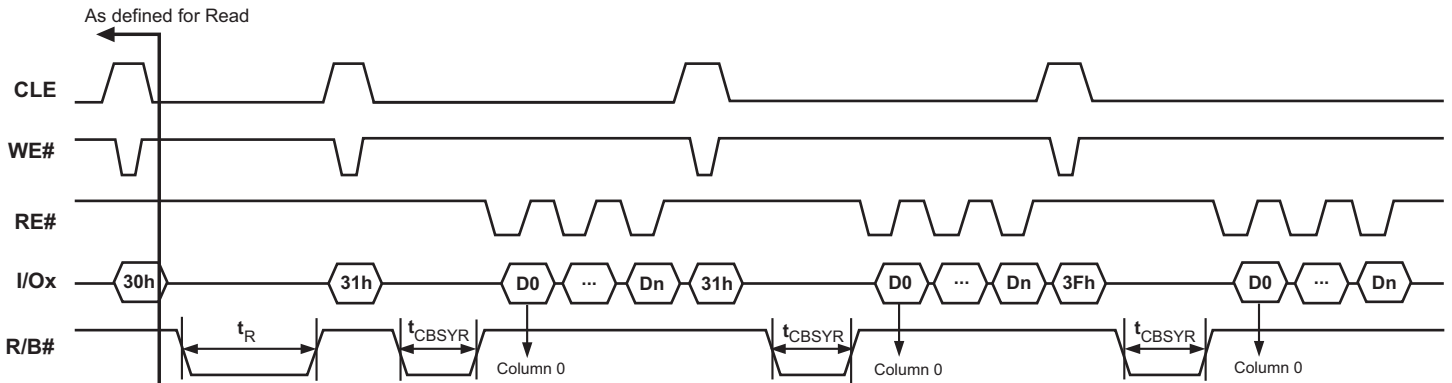 As defined for Read
CLE
WE#
RE#
I/Ox 30h 31h D0 ... Dn 31h D0 ... Dn 3Fh D0 ... Dn
R/B# tR tCBSYR tCBSYR tCBSYR
Column 0 Column 0 Column 0